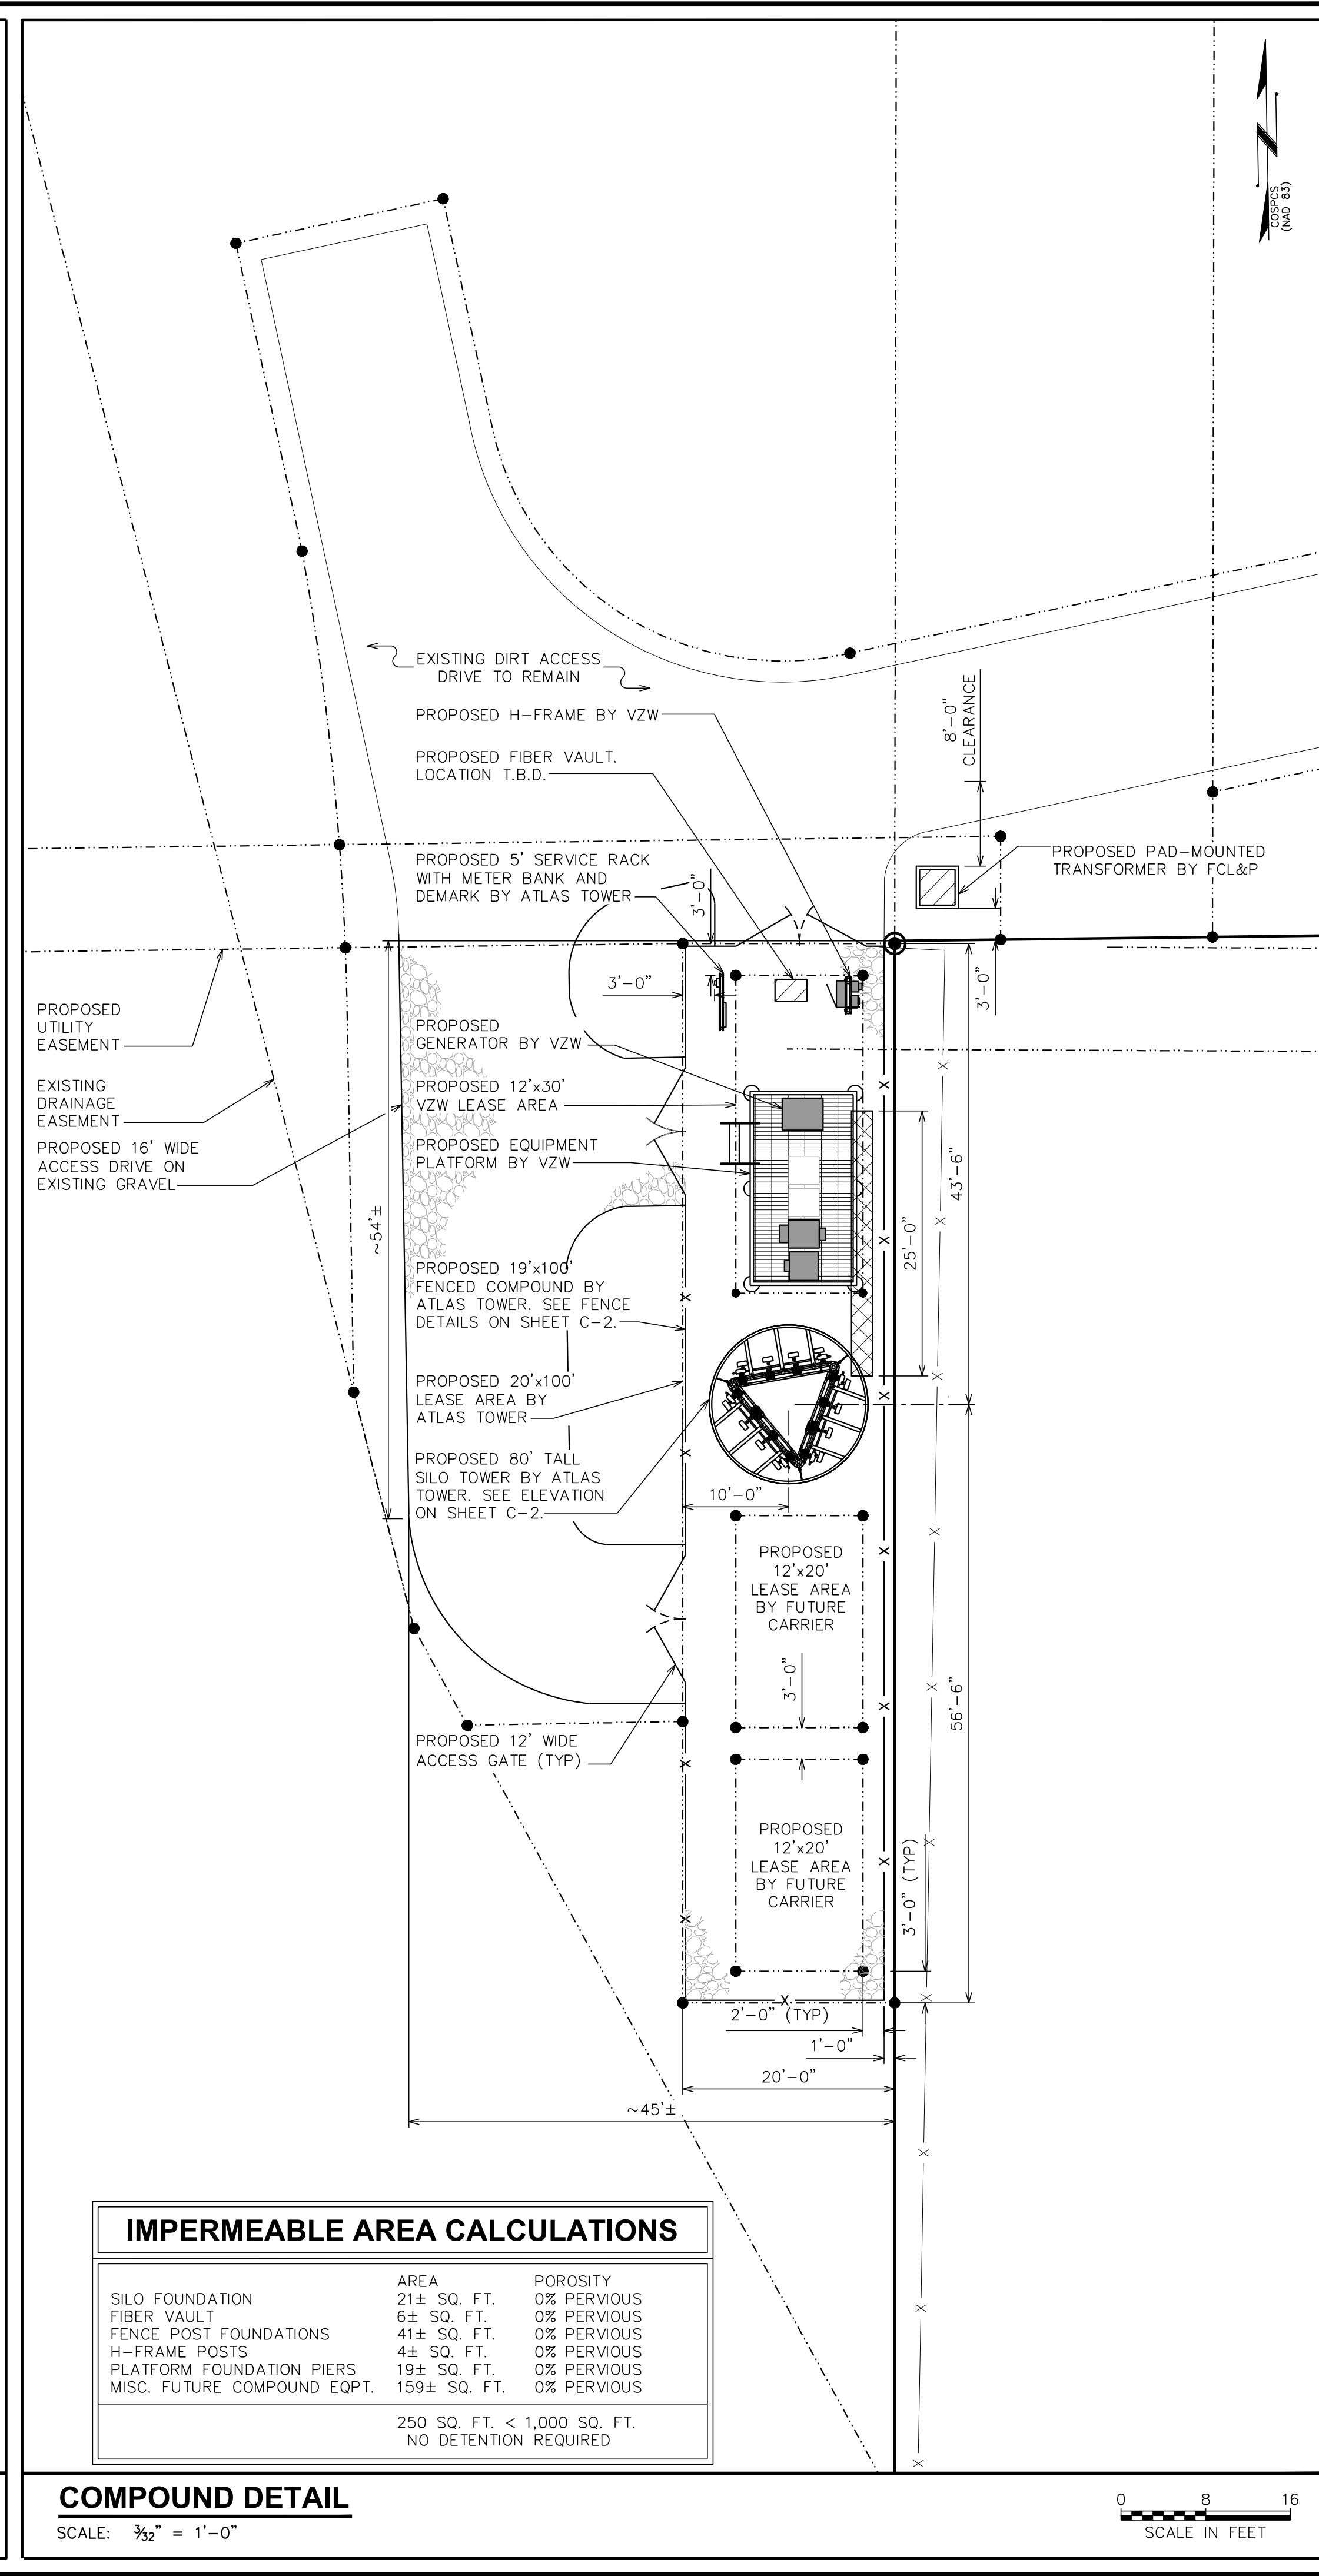 COSPCS
(NAD 83)
EXISTING DIRT ACCESS
DRIVE TO REMAIN
PROPOSED H-FRAME BY VZW
PROPOSED FIBER VAULT.
LOCATION T.B.D.
8'-0"
CLEARANCE
PROPOSED 5' SERVICE RACK
WITH METER BANK AND
DEMARK BY ATLAS TOWER
3'-0"
PROPOSED PAD-MOUNTED
TRANSFORMER BY FCL&P
3'-0"
3'-0"
PROPOSED
UTILITY
EASEMENT
PROPOSED
GENERATOR BY VZW
EXISTING
DRAINAGE
EASEMENT
PROPOSED 12'x30'
VZW LEASE AREA
PROPOSED 16' WIDE
ACCESS DRIVE ON
EXISTING GRAVEL
PROPOSED EQUIPMENT
PLATFORM BY VZW
X
43'-6"
~54'±
25'-0"
X
X
PROPOSED 19'x100'
FENCED COMPOUND BY
ATLAS TOWER. SEE FENCE
DETAILS ON SHEET C-2.
X
X
X
PROPOSED 20'x100'
LEASE AREA BY
ATLAS TOWER
X
X
X
PROPOSED 80' TALL
SILO TOWER BY ATLAS
TOWER. SEE ELEVATION
ON SHEET C-2.
X
10'-0"
X
X
PROPOSED
12'x20'
LEASE AREA
BY FUTURE
CARRIER
3'-0"
X
X
56'-6"
PROPOSED 12' WIDE
ACCESS GATE (TYP)
X
PROPOSED
12'x20'
LEASE AREA
BY FUTURE
CARRIER
X
X
3'-0" (TYP)
X
X
X
2'-0" (TYP)
1'-0"
20'-0"
~45'±
X
X
X
IMPERMEABLE AREA CALCULATIONS
AREA POROSITY
SILO FOUNDATION 21± SQ. FT. 0% PERVIOUS
FIBER VAULT 6± SQ. FT. 0% PERVIOUS
FENCE POST FOUNDATIONS 41± SQ. FT. 0% PERVIOUS
H-FRAME POSTS 4± SQ. FT. 0% PERVIOUS
PLATFORM FOUNDATION PIERS 19± SQ. FT. 0% PERVIOUS
MISC. FUTURE COMPOUND EQPT. 159± SQ. FT. 0% PERVIOUS
250 SQ. FT. < 1,000 SQ. FT.
NO DETENTION REQUIRED
COMPOUND DETAIL
SCALE: 3/32" = 1'-0"
0 8 16
SCALE IN FEET